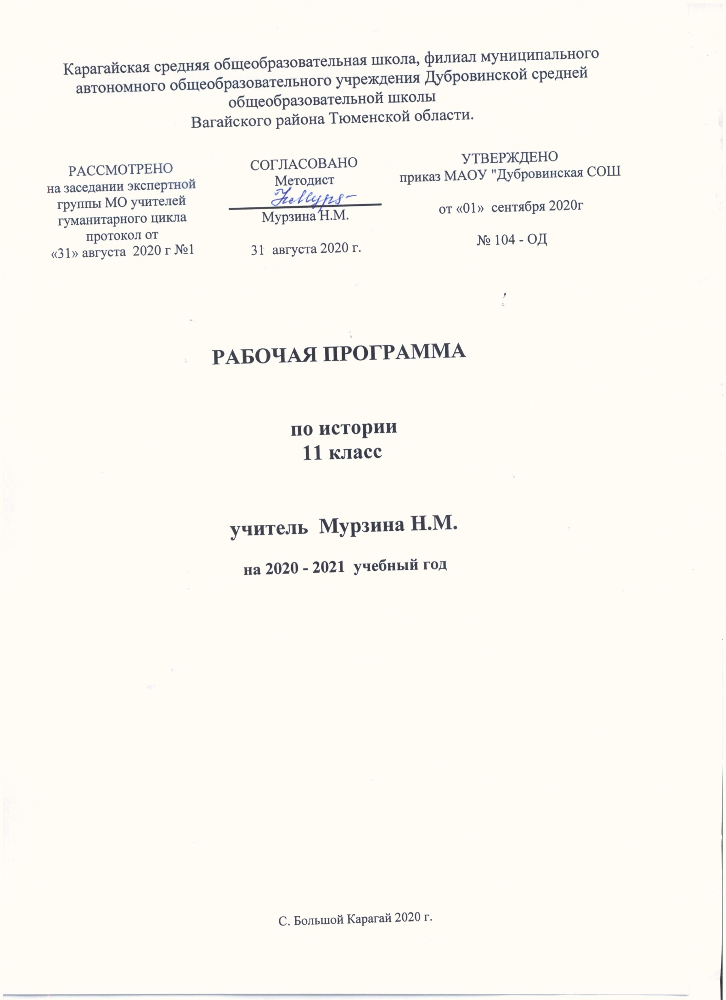 Карагайская средняя общеобразовательная школа, филиал муниципального
автономного общеобразовательного учреждения Дубровинской средней
общеобразовательной школы
Вагайского района Тюменской области.
РАССМОТРЕНО
на заседании экспертной
группы МО учителей
гуманитарного цикла
протокол от
«31» августа 2020 г №1
СОГЛАСОВАНО
Методист
Мурзина Н.М.
31 августа 2020 г.
УТВЕРЖДЕНО
приказ МАОУ "Дубровинская СОШ
от «01» сентября 2020г
№ 104 - ОД
РАБОЧАЯ ПРОГРАММА
по истории
11 класс
учитель Мурзина Н.М.
на 2020 - 2021 учебный год
С. Большой Карагай 2020 г.